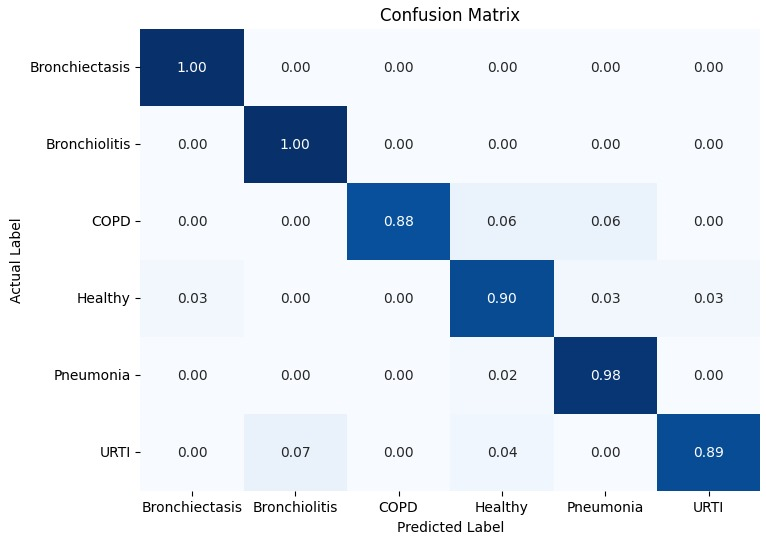 Confusion Matrix
Bronchiectasis 1.00 0.00 0.00 0.00 0.00 0.00
Bronchiolitis 0.00 1.00 0.00 0.00 0.00 0.00
COPD 0.00 0.00 0.88 0.06 0.06 0.00
Healthy 0.03 0.00 0.00 0.90 0.03 0.03
Pneumonia 0.00 0.00 0.00 0.02 0.98 0.00
URTI 0.00 0.07 0.00 0.04 0.00 0.89
Actual Label
Bronchiectasis Bronchiolitis COPD Healthy Pneumonia URTI
Predicted Label